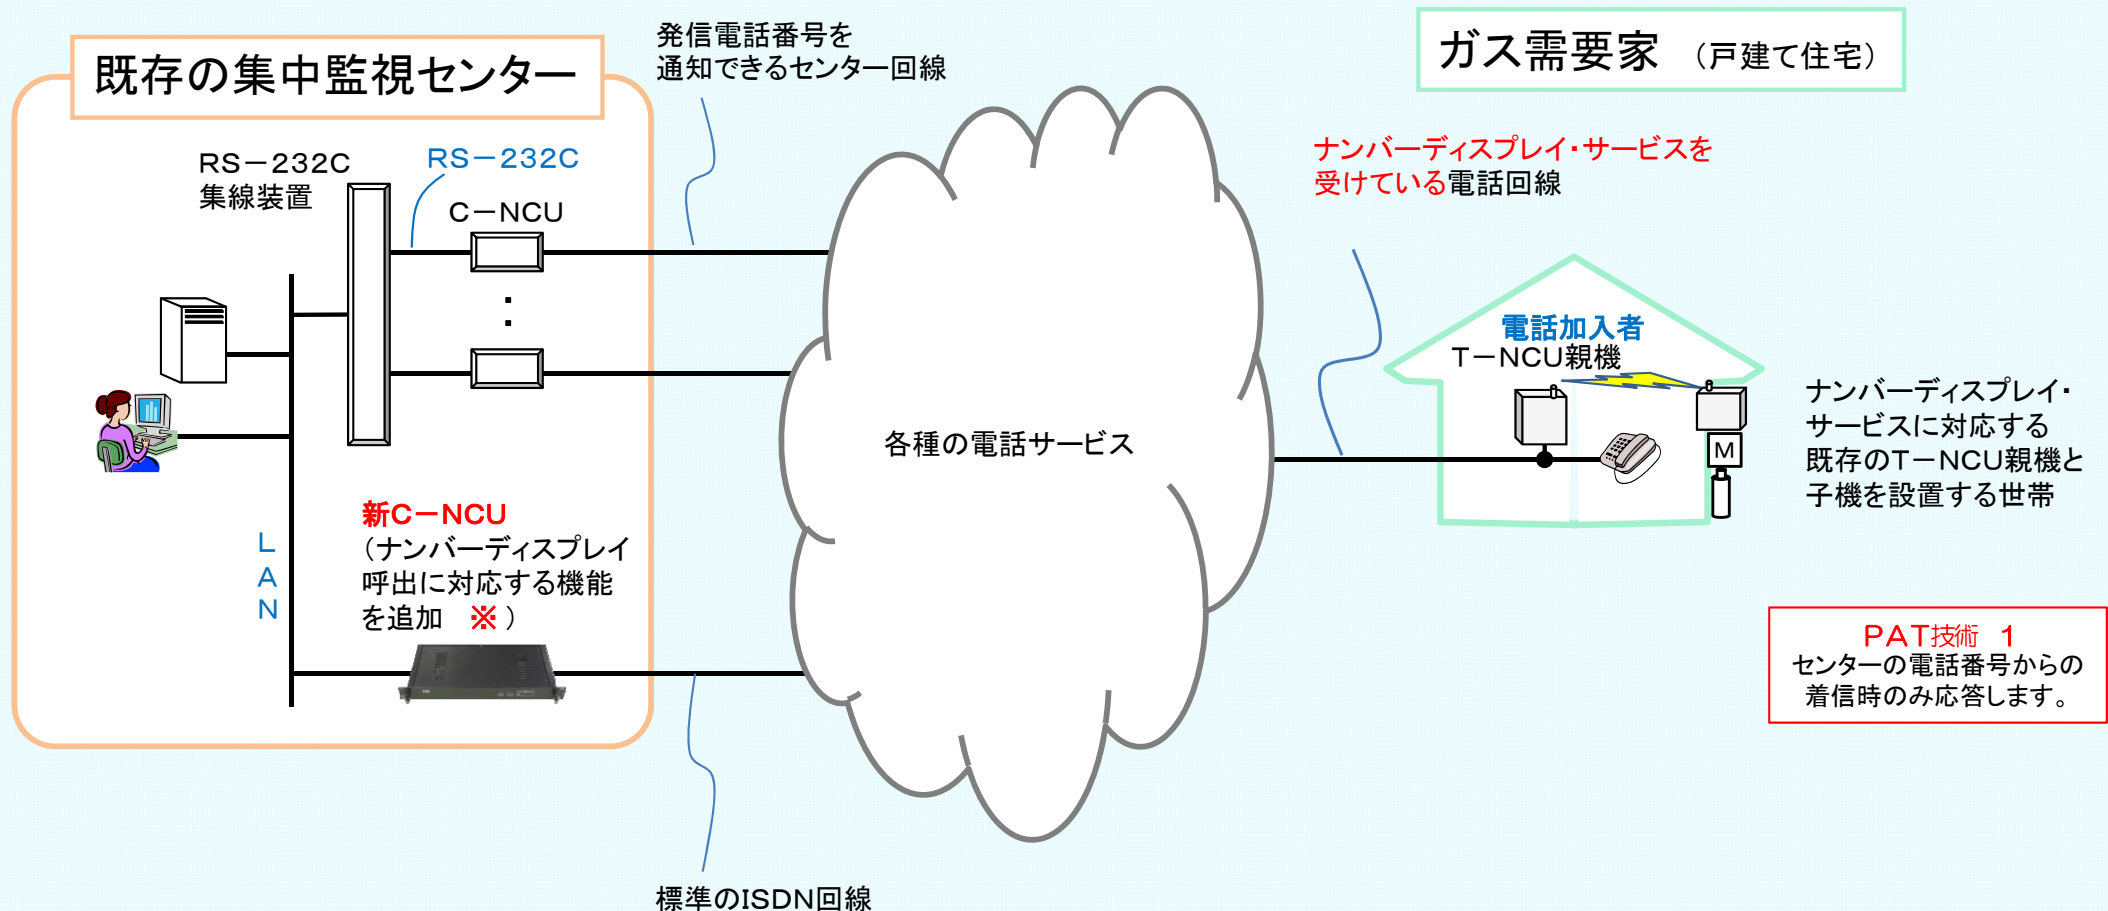 既存の集中監視センター
発信電話番号を
通知できるセンター回線
ガス需要家 （戸建て住宅）
RS－232C
集線装置
RS－232C
C－NCU
：
ナンバーディスプレイ・サービスを
受けている電話回線
電話加入者
T－NCU親機
M
ナンバーディスプレイ・
サービスに対応する
既存のT－NCU親機と
子機を設置する世帯
各種の電話サービス
LAN
新C－NCU
（ナンバーディスプレイ
呼出に対応する機能
を追加 ※）
PAT技術 1
センターの電話番号からの
着信時のみ応答します。
標準のISDN回線